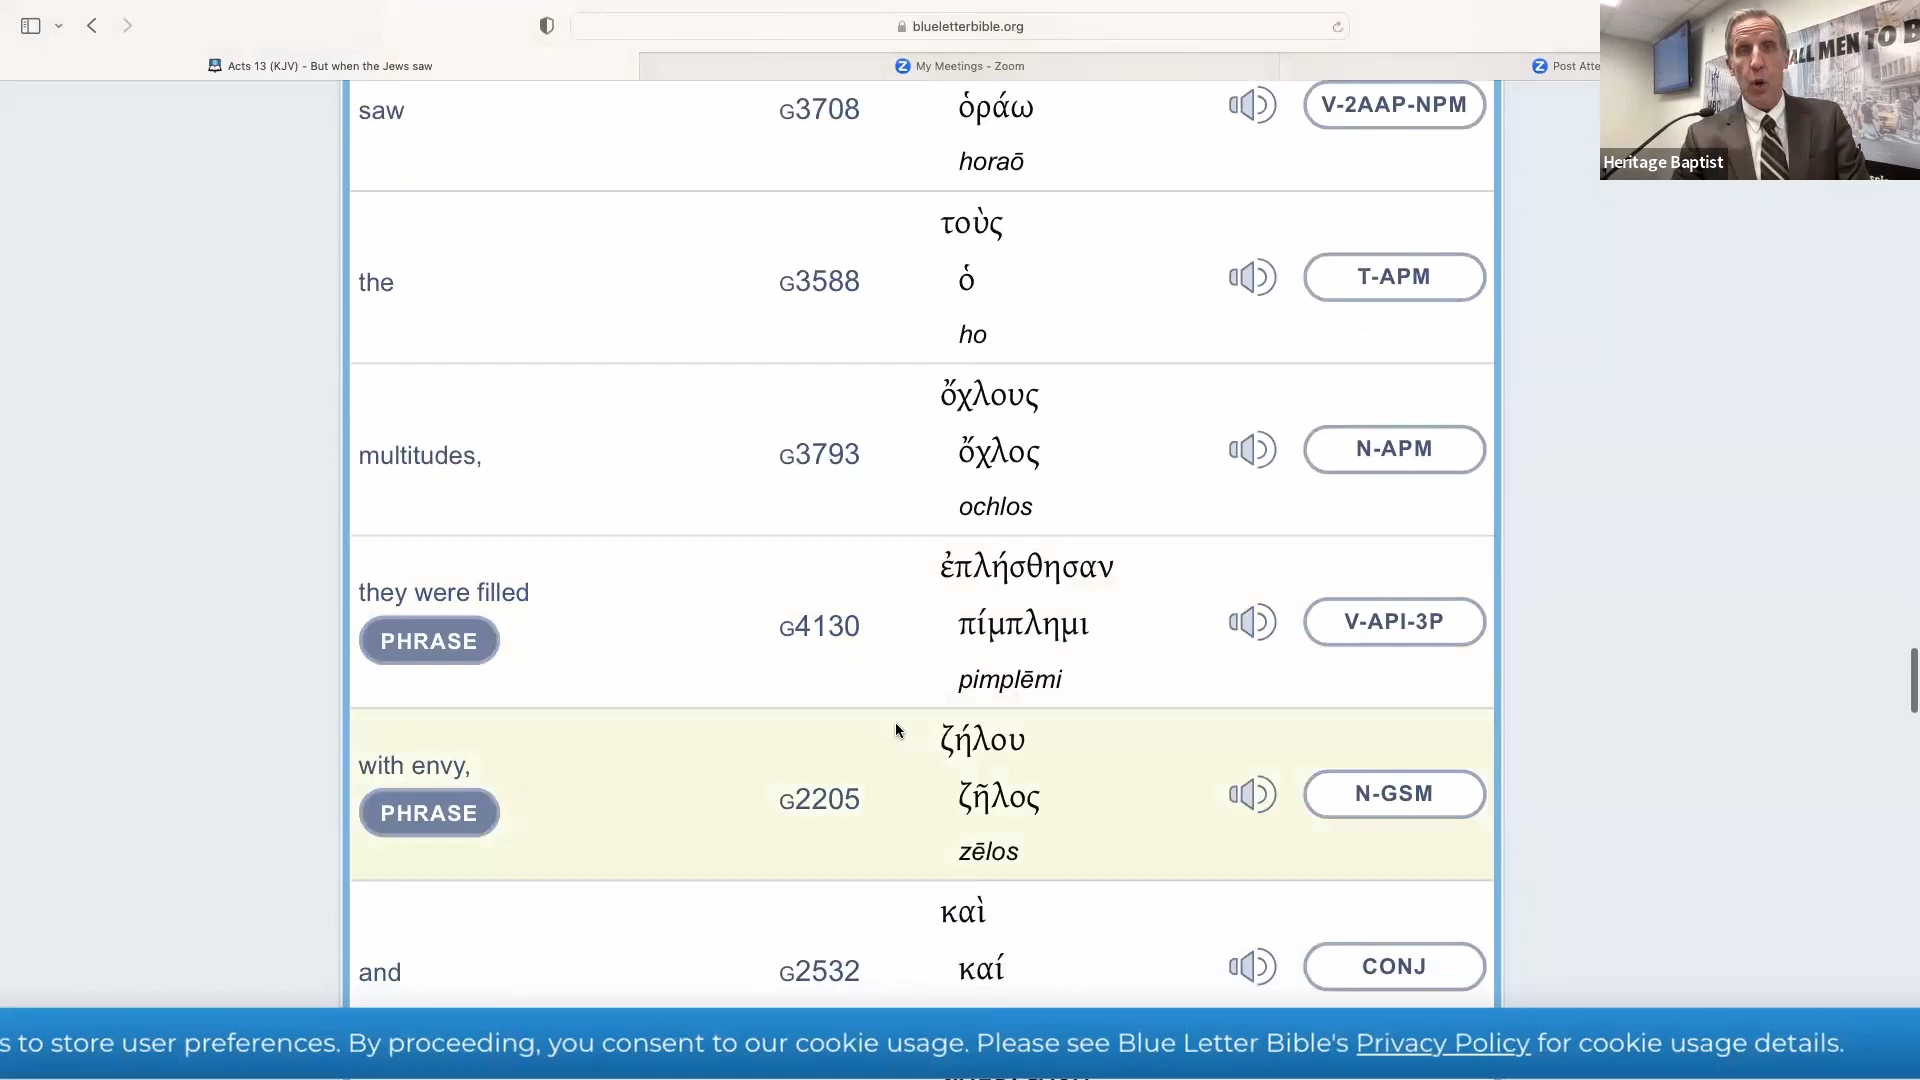 blueletterbible.org
Acts 13 (KJV) - But when the Jews saw
My Meetings - Zoom
Post Atte
ALL MEN TO B
Heritage Baptist
saw
G3708
ὁράω
horaō
V-2AAP-NPM
the
G3588
τοὺς
ὁ
ho
T-APM
multitudes,
G3793
ὄχλους
ὄχλος
ochlos
N-APM
they were filled
PHRASE
G4130
ἐπλήσθησαν
πίμπλημι
pimplēmi
V-API-3P
with envy,
PHRASE
G2205
ζήλου
ζῆλος
zēlos
N-GSM
and
G2532
καὶ
καί
CONJ
s to store user preferences. By proceeding, you consent to our cookie usage. Please see Blue Letter Bible's Privacy Policy for cookie usage details.